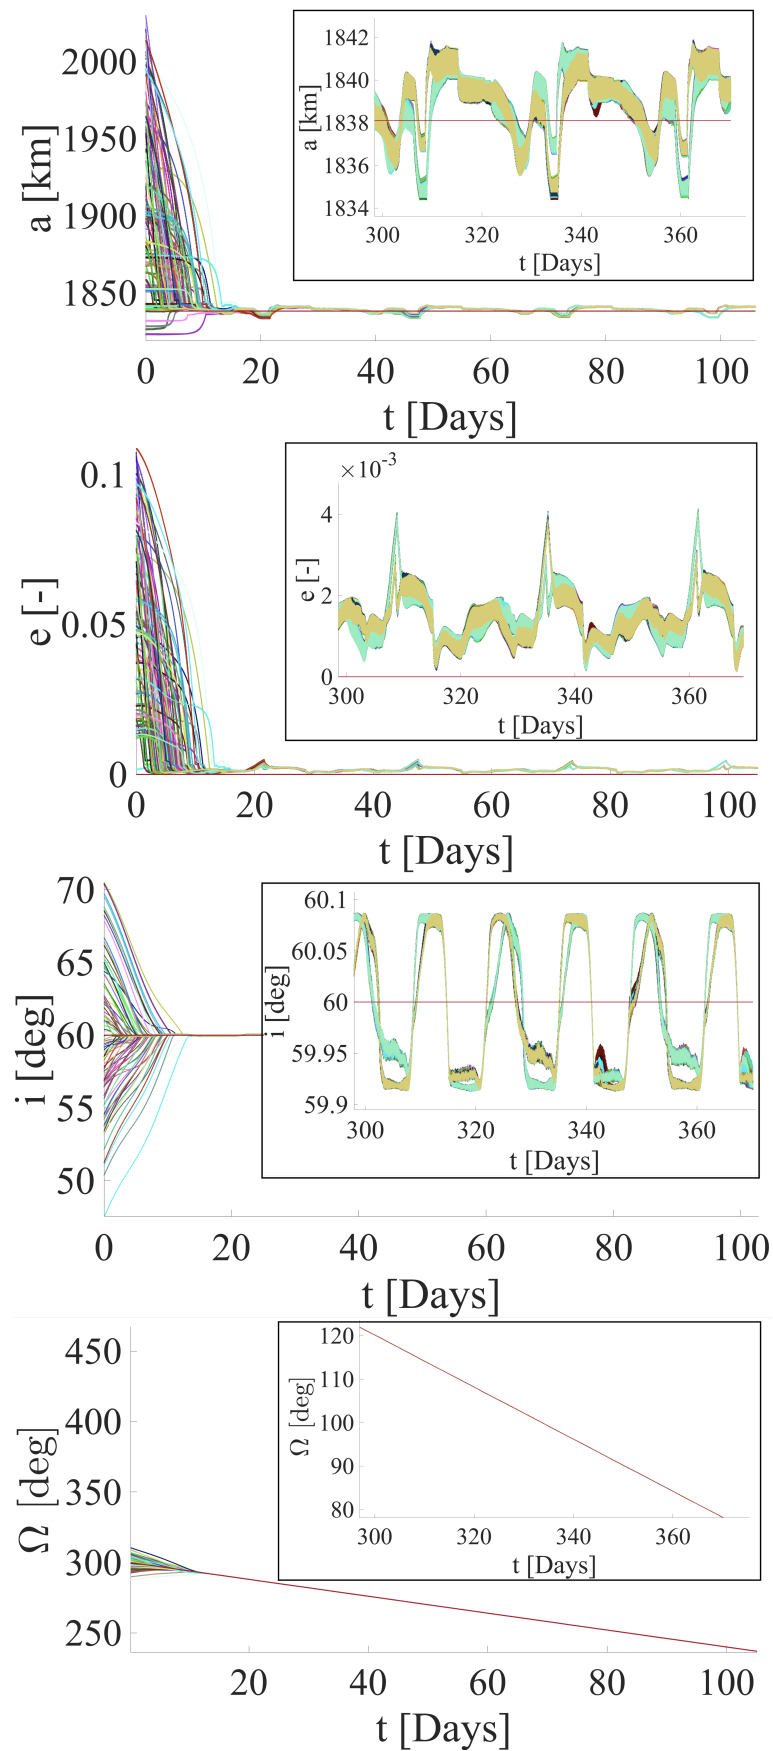 2000
1950
1900
1850
a [km]
0 20 40 60 80 100
t [Days]
1842
1840
1838
1836
1834
a [km]
300 320 340 360
t [Days]
0.1
0.05
0
e [-]
0 20 40 60 80 100
t [Days]
×10⁻³
4
2
0
e [-]
300 320 340 360
t [Days]
70
65
60
55
50
i [deg]
0 20 40 60 80 100
t [Days]
60.1
60.05
60
59.95
59.9
i [deg]
300 320 340 360
t [Days]
450
400
350
300
250
Ω [deg]
20 40 60 80 100
t [Days]
120
110
100
90
80
Ω [deg]
300 320 340 360
t [Days]